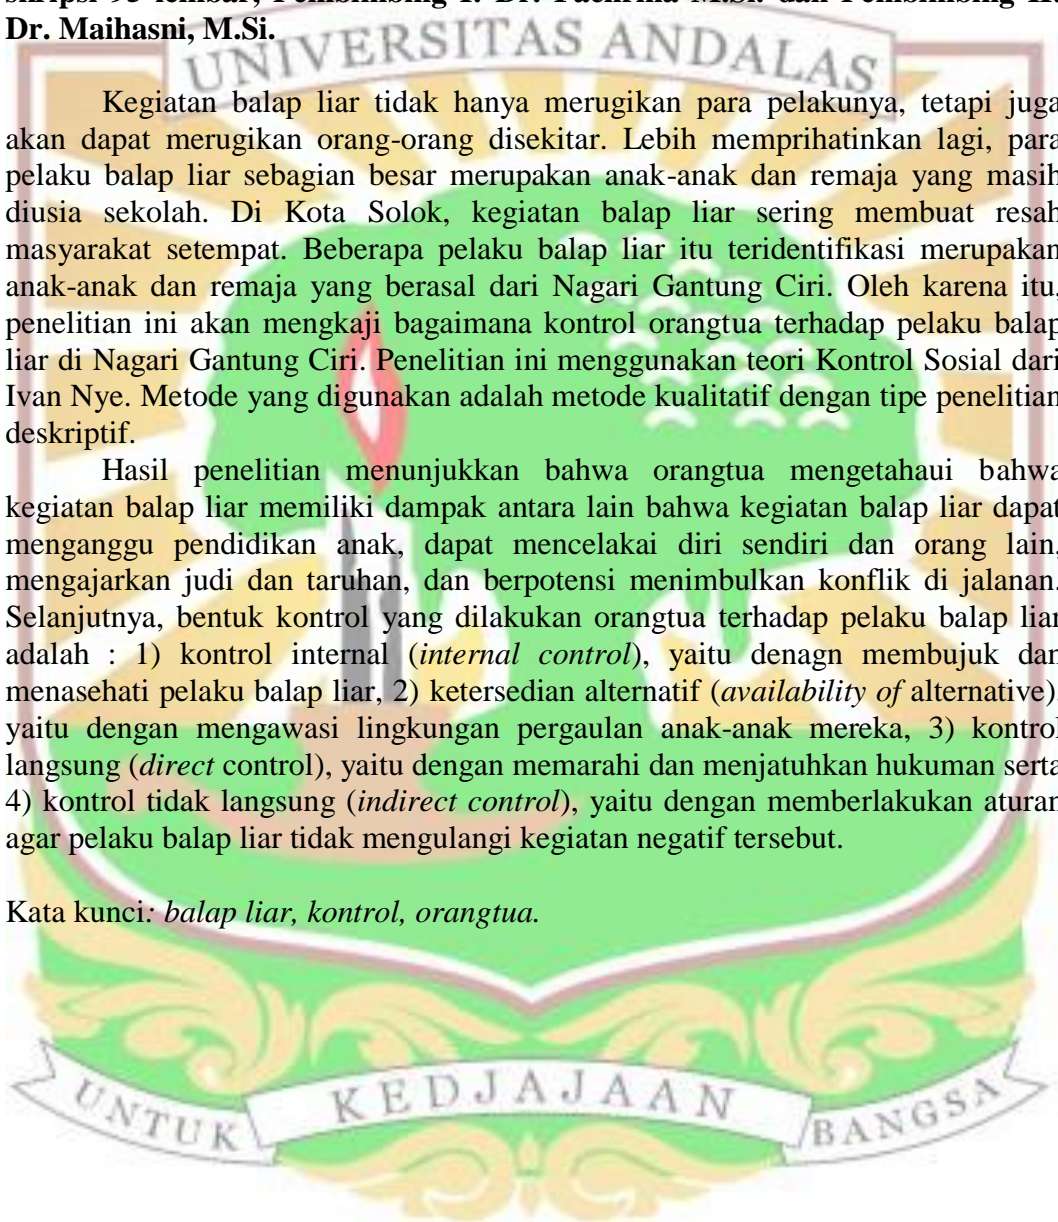 skripsi 95 lembar, Pembimbing I: Dr. Fachrina M.Si. dan Pembimbing II:
Dr. Maihasni, M.Si.
UNIVERSITAS ANDALAS
Kegiatan balap liar tidak hanya merugikan para pelakunya, tetapi juga
akan dapat merugikan orang-orang disekitar. Lebih memprihatinkan lagi, para
pelaku balap liar sebagian besar merupakan anak-anak dan remaja yang masih
diusia sekolah. Di Kota Solok, kegiatan balap liar sering membuat resah
masyarakat setempat. Beberapa pelaku balap liar itu teridentifikasi merupakan
anak-anak dan remaja yang berasal dari Nagari Gantung Ciri. Oleh karena itu,
penelitian ini akan mengkaji bagaimana kontrol orangtua terhadap pelaku balap
liar di Nagari Gantung Ciri. Penelitian ini menggunakan teori Kontrol Sosial dari
Ivan Nye. Metode yang digunakan adalah metode kualitatif dengan tipe penelitian
deskriptif.
Hasil penelitian menunjukkan bahwa orangtua mengetahaui bahwa
kegiatan balap liar memiliki dampak antara lain bahwa kegiatan balap liar dapat
menganggu pendidikan anak, dapat mencelakai diri sendiri dan orang lain,
mengajarkan judi dan taruhan, dan berpotensi menimbulkan konflik di jalanan.
Selanjutnya, bentuk kontrol yang dilakukan orangtua terhadap pelaku balap liar
adalah : 1) kontrol internal (internal control), yaitu denagn membujuk dan
menasehati pelaku balap liar, 2) ketersedian alternatif (availability of alternative)
yaitu dengan mengawasi lingkungan pergaulan anak-anak mereka, 3) kontrol
langsung (direct control), yaitu dengan memarahi dan menjatuhkan hukuman serta
4) kontrol tidak langsung (indirect control), yaitu dengan memberlakukan aturan
agar pelaku balap liar tidak mengulangi kegiatan negatif tersebut.
Kata kunci: balap liar, kontrol, orangtua.
UNTUK KEDJAJAAN BANGSA